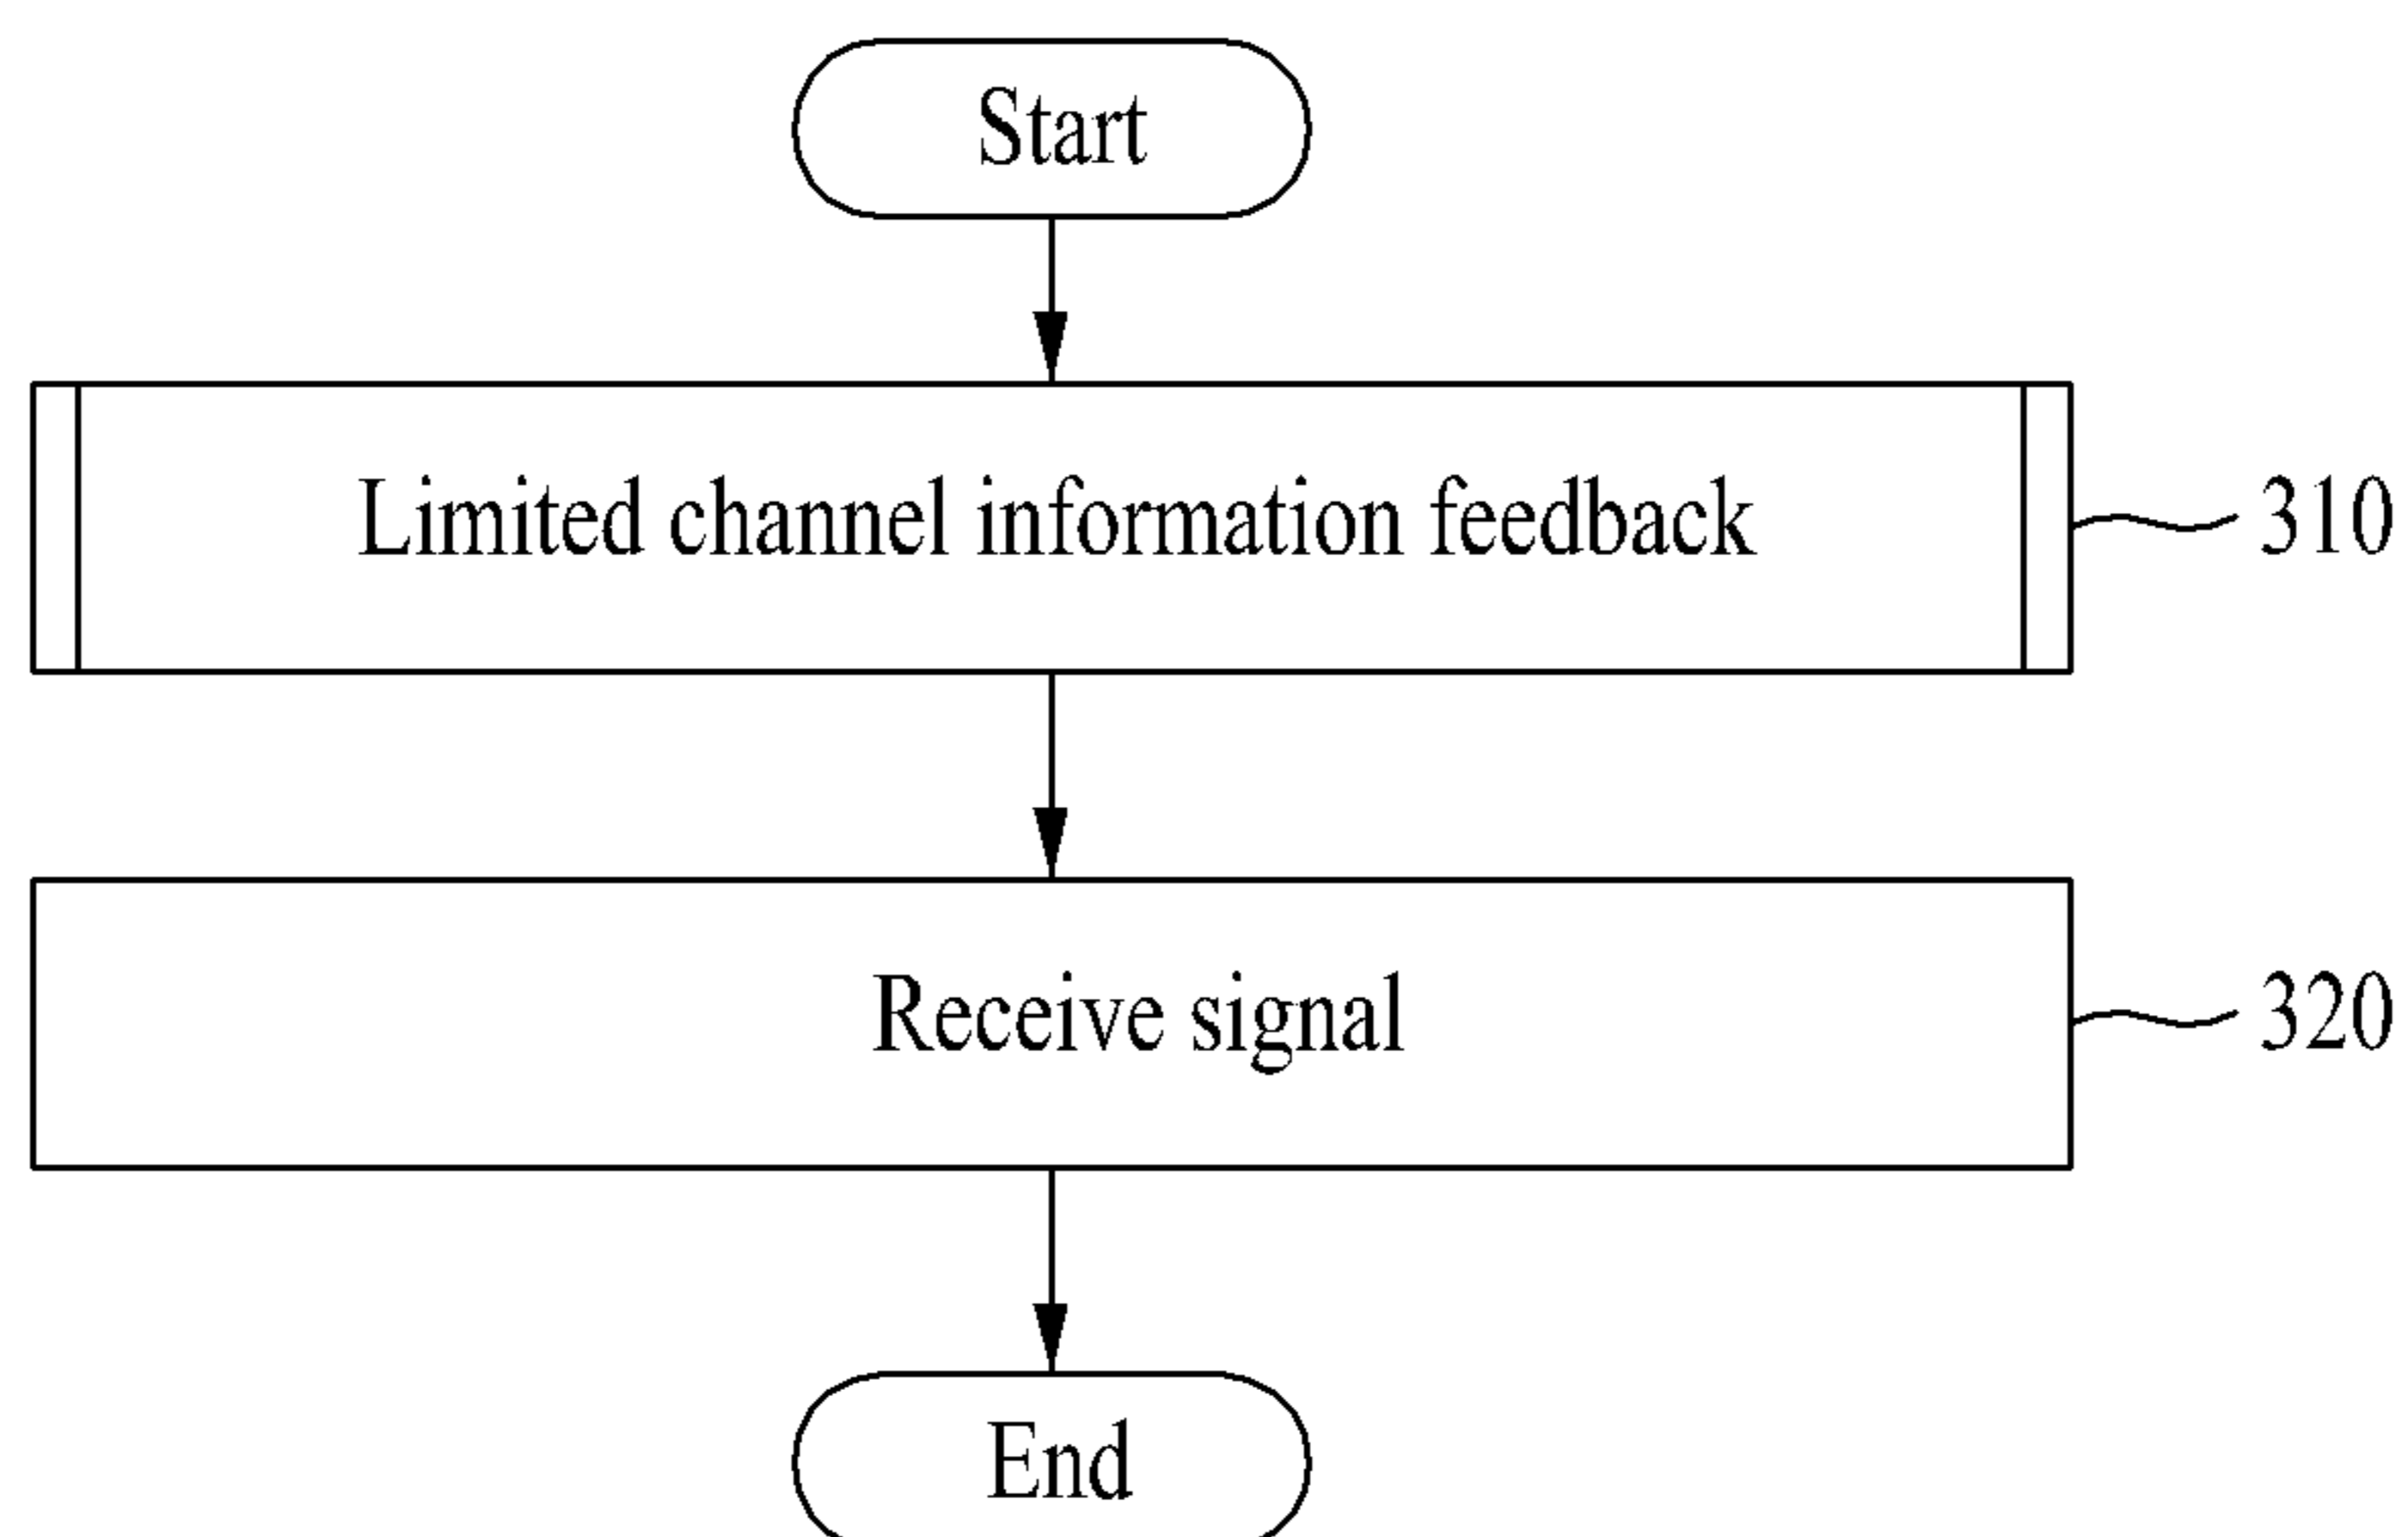 Start
Limited channel information feedback
310
Receive signal
320
End